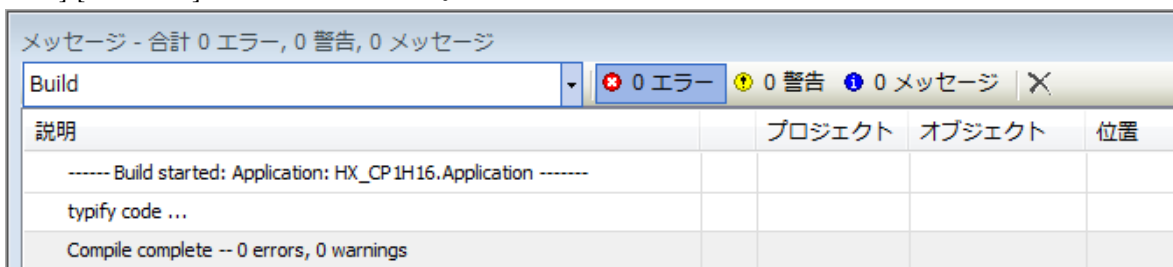 メッセージ - 合計 0 エラー, 0 警告, 0 メッセージ
Build 0 エラー 0 警告 0 メッセージ
説明 プロジェクト オブジェクト 位置
------ Build started: Application: HX_CP1H16.Application -------
typify code ...
Compile complete -- 0 errors, 0 warnings